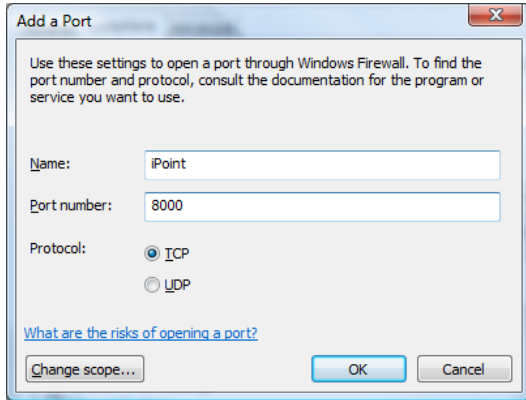 Add a Port
Use these settings to open a port through Windows Firewall. To find the
port number and protocol, consult the documentation for the program or
service you want to use.
Name: iPoint
Port number: 8000
Protocol: TCP
UDP
What are the risks of opening a port?
Change scope... OK Cancel